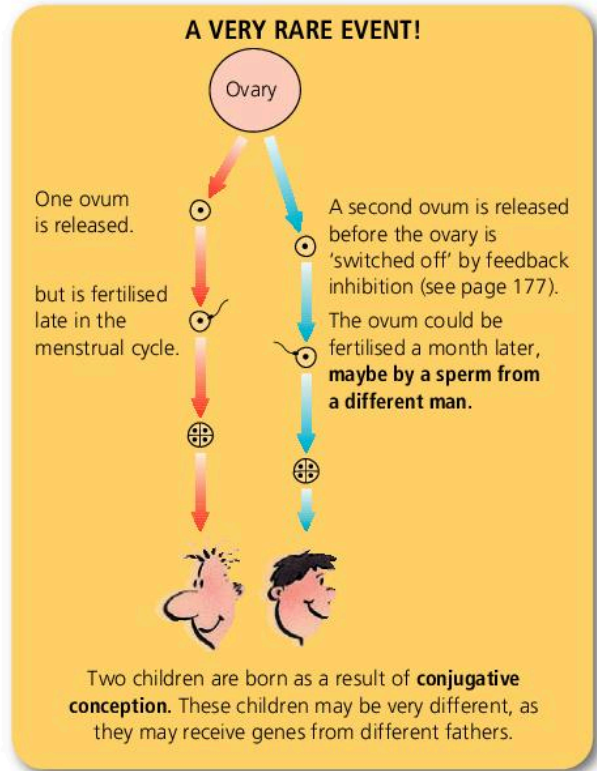 A VERY RARE EVENT!
Ovary
One ovum
is released.
but is fertilised
late in the
menstrual cycle.
A second ovum is released
before the ovary is
‘switched off’ by feedback
inhibition (see page 177).
The ovum could be
fertilised a month later,
maybe by a sperm from
a different man.
Two children are born as a result of conjugative
conception. These children may be very different, as
they may receive genes from different fathers.